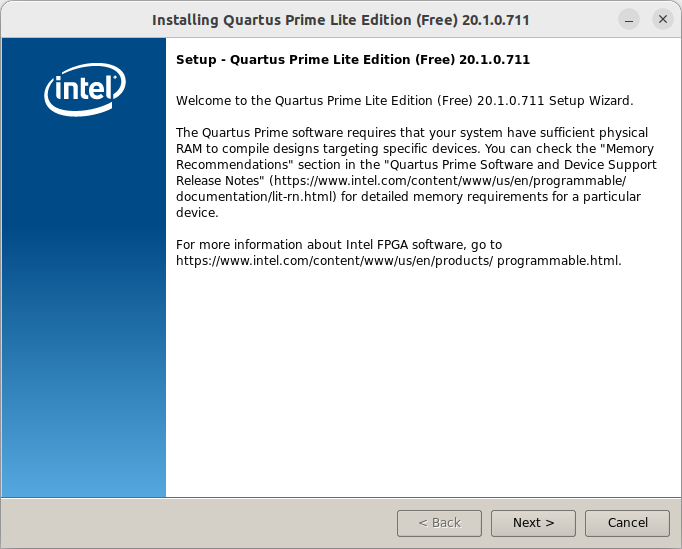 Installing Quartus Prime Lite Edition (Free) 20.1.0.711
intel
Setup - Quartus Prime Lite Edition (Free) 20.1.0.711
Welcome to the Quartus Prime Lite Edition (Free) 20.1.0.711 Setup Wizard.
The Quartus Prime software requires that your system have sufficient physical
RAM to compile designs targeting specific devices. You can check the "Memory
Recommendations" section in the "Quartus Prime Software and Device Support
Release Notes" (https://www.intel.com/content/www/us/en/programmable/
documentation/lit-rn.html) for detailed memory requirements for a particular
device.
For more information about Intel FPGA software, go to
https://www.intel.com/content/www/us/en/products/ programmable.html.
< Back Next > Cancel